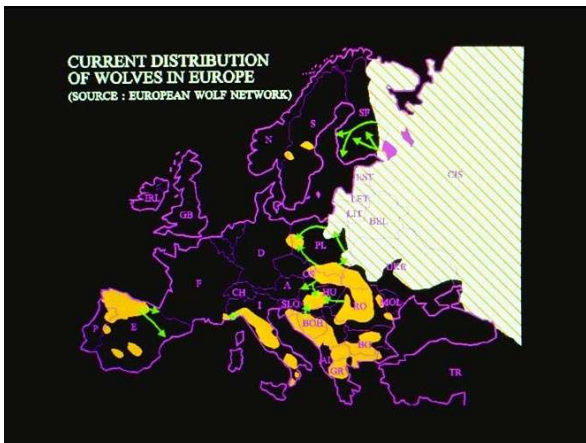 CURRENT DISTRIBUTION
OF WOLVES IN EUROPE
(SOURCE : EUROPEAN WOLF NETWORK)
SF
N
S
EST
CIS
LET
IRL
LIT
GB
BEL
D
PL
UKR
F
A
HU
CH
MOL
I
SLO
RO
BOH
P
E
BG
GR
TR